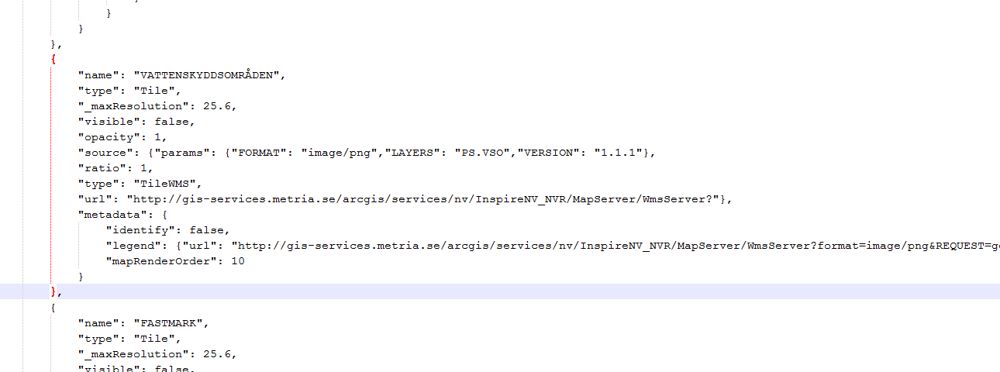 }
}
},
{
"name": "VATTENSKYDDSOMRÅDEN",
"type": "Tile",
"_maxResolution": 25.6,
"visible": false,
"opacity": 1,
"source": {"params": {"FORMAT": "image/png","LAYERS": "PS.VSO","VERSION": "1.1.1"},
"ratio": 1,
"type": "TileWMS",
"url": "http://gis-services.metria.se/arcgis/services/nv/InspireNV_NVR/MapServer/WmsServer?"},
"metadata": {
"identify": false,
"legend": {"url": "http://gis-services.metria.se/arcgis/services/nv/InspireNV_NVR/MapServer/WmsServer?format=image/png&REQUEST=ge
"mapRenderOrder": 10
}
},
{
"name": "FASTMARK",
"type": "Tile",
"_maxResolution": 25.6,
"visible": false,